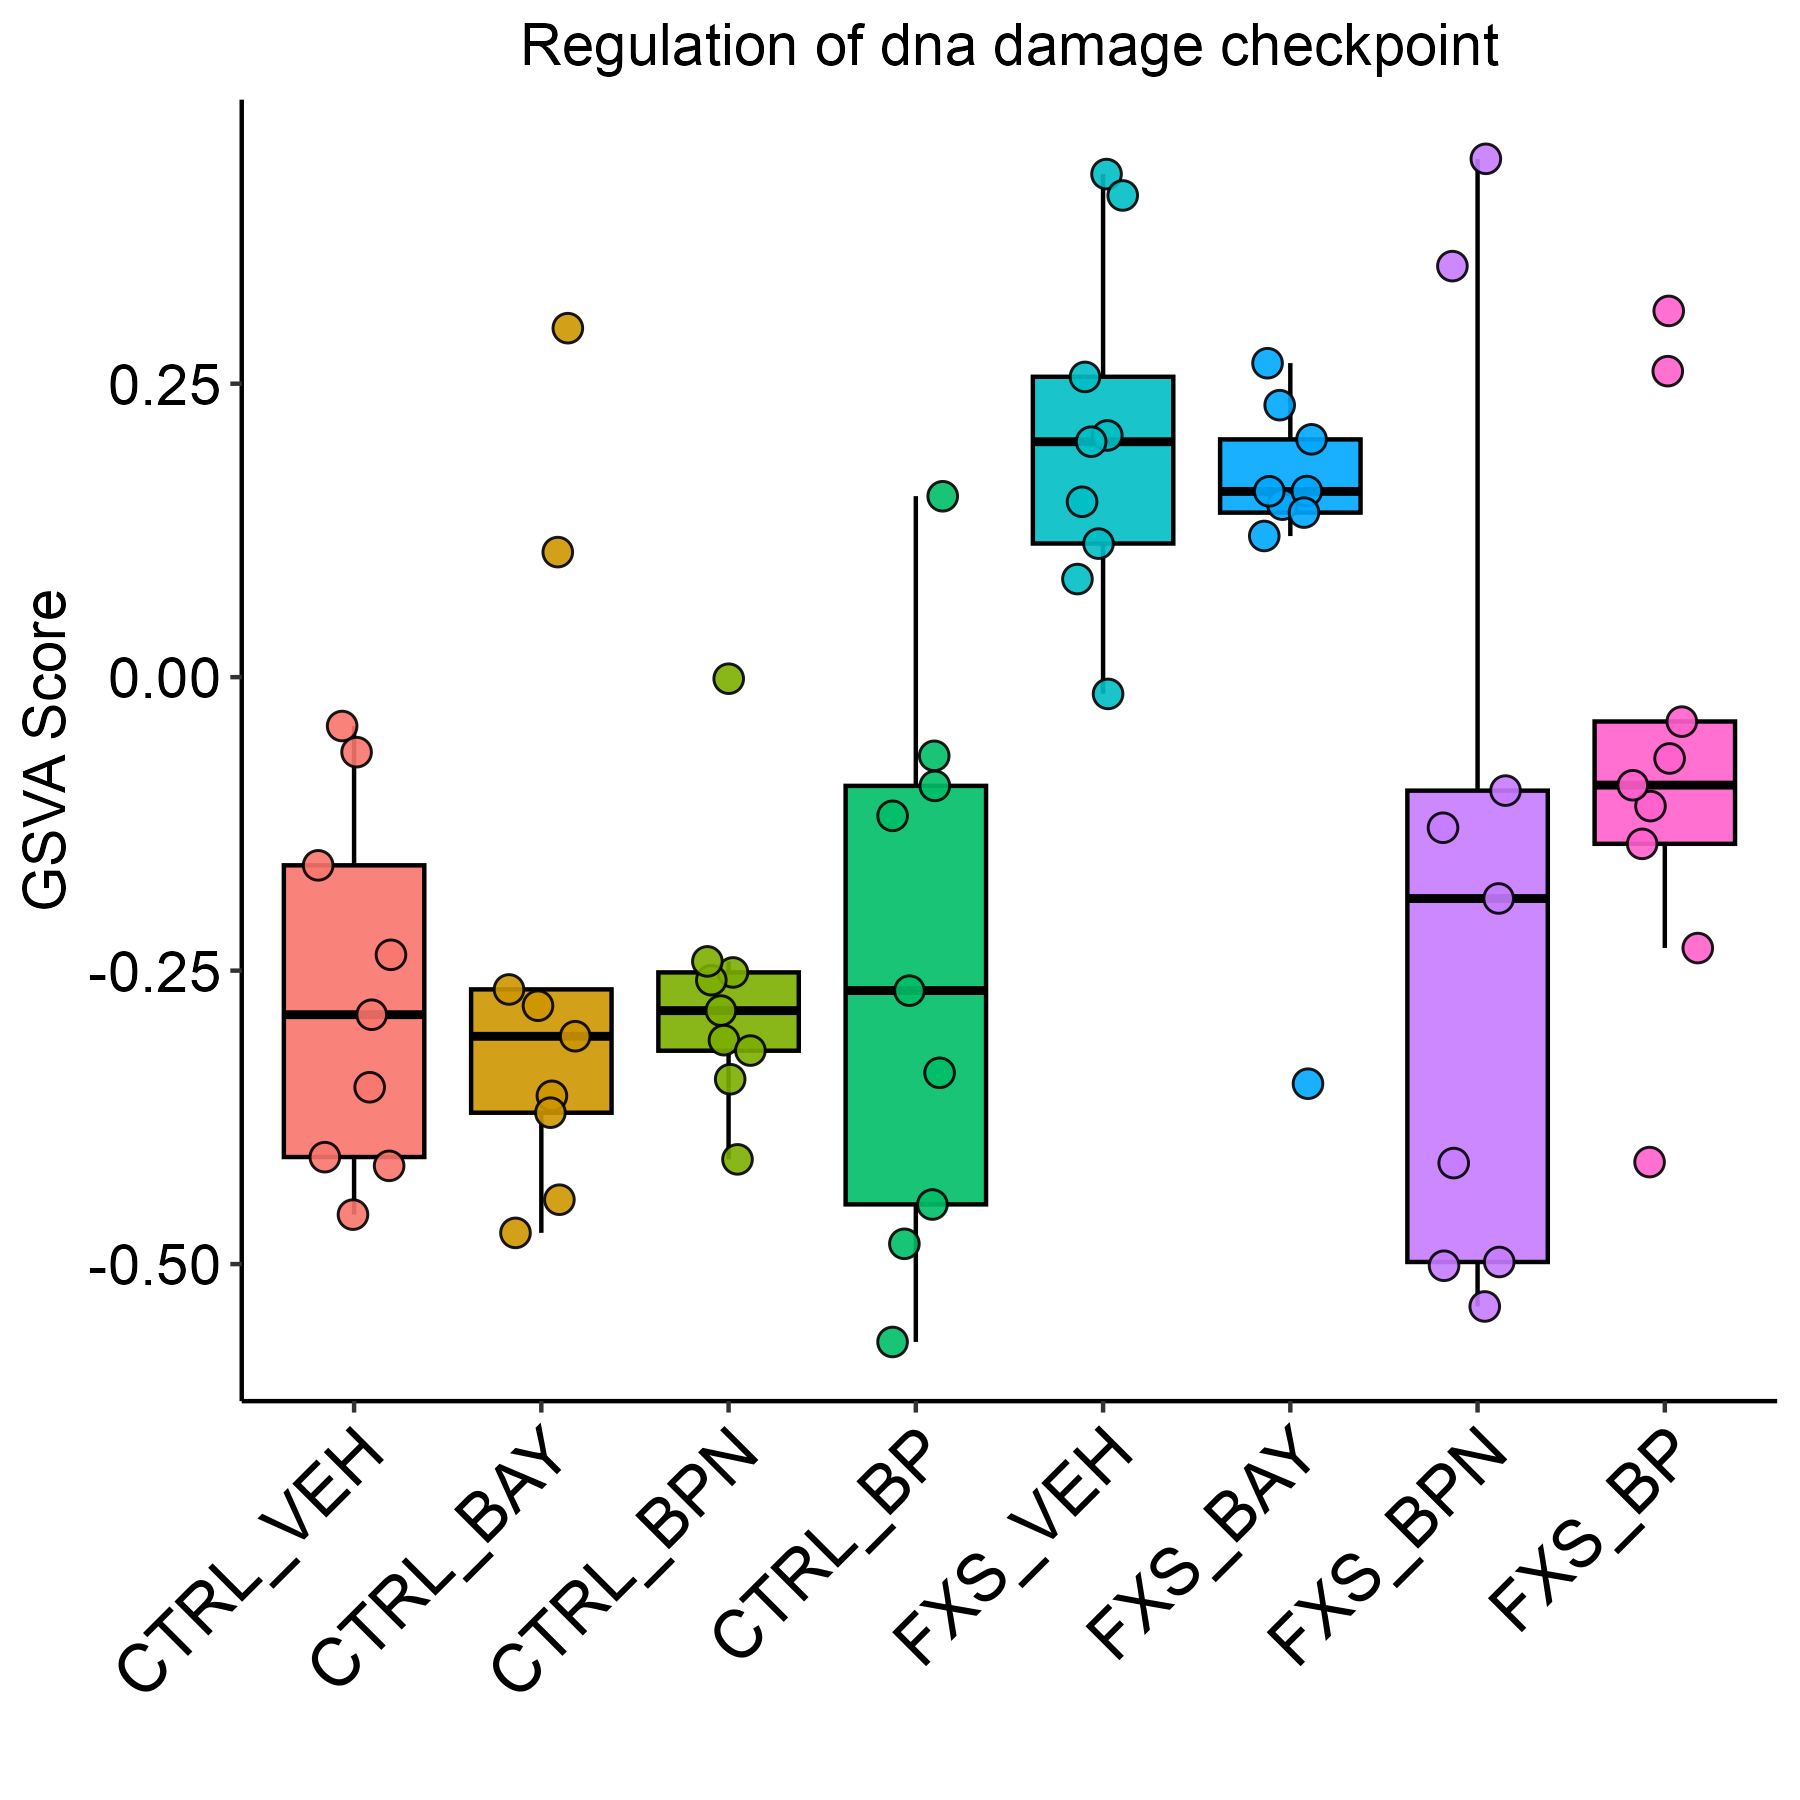 Regulation of dna damage checkpoint
GSVA Score
0.25
0.00
-0.25
-0.50
CTRL_VEH
CTRL_BAY
CTRL_BPN
CTRL_BP
FXS_VEH
FXS_BAY
FXS_BPN
FXS_BP